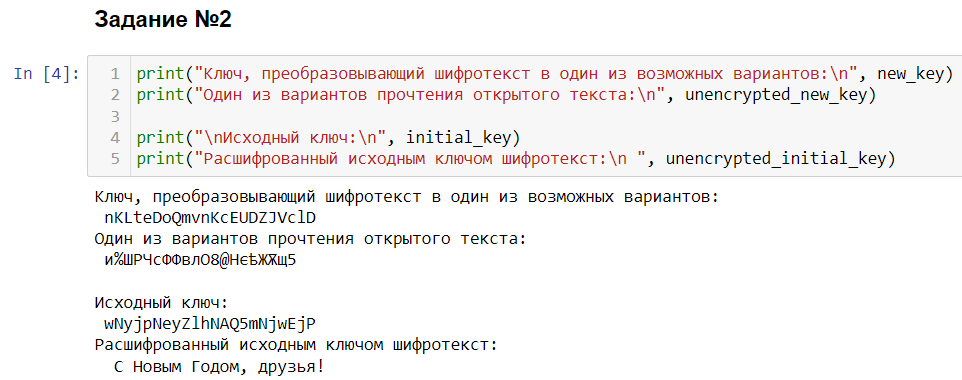 Задание №2
In [4]:
1 print("Ключ, преобразовывающий шифротекст в один из возможных вариантов:\n", new_key)
2 print("Один из вариантов прочтения открытого текста:\n", unencrypted_new_key)
3
4 print("\nИсходный ключ:\n", initial_key)
5 print("Расшифрованный исходным ключом шифротекст:\n ", unencrypted_initial_key)
Ключ, преобразовывающий шифротекст в один из возможных вариантов:
nKLteDoQmvnKcEUDZJVclD
Один из вариантов прочтения открытого текста:
и%ШРЧсФФвлО8@НєѣЖѪщ5
Исходный ключ:
wNyjpNeyZlhNAQ5mNjwEjP
Расшифрованный исходным ключом шифротекст:
С Новым Годом, друзья!